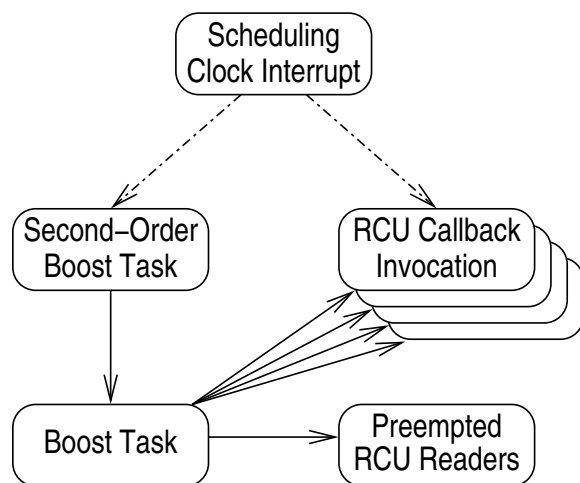 Scheduling
Clock Interrupt
Second–Order
Boost Task
RCU Callback
Invocation
Boost Task
Preempted
RCU Readers